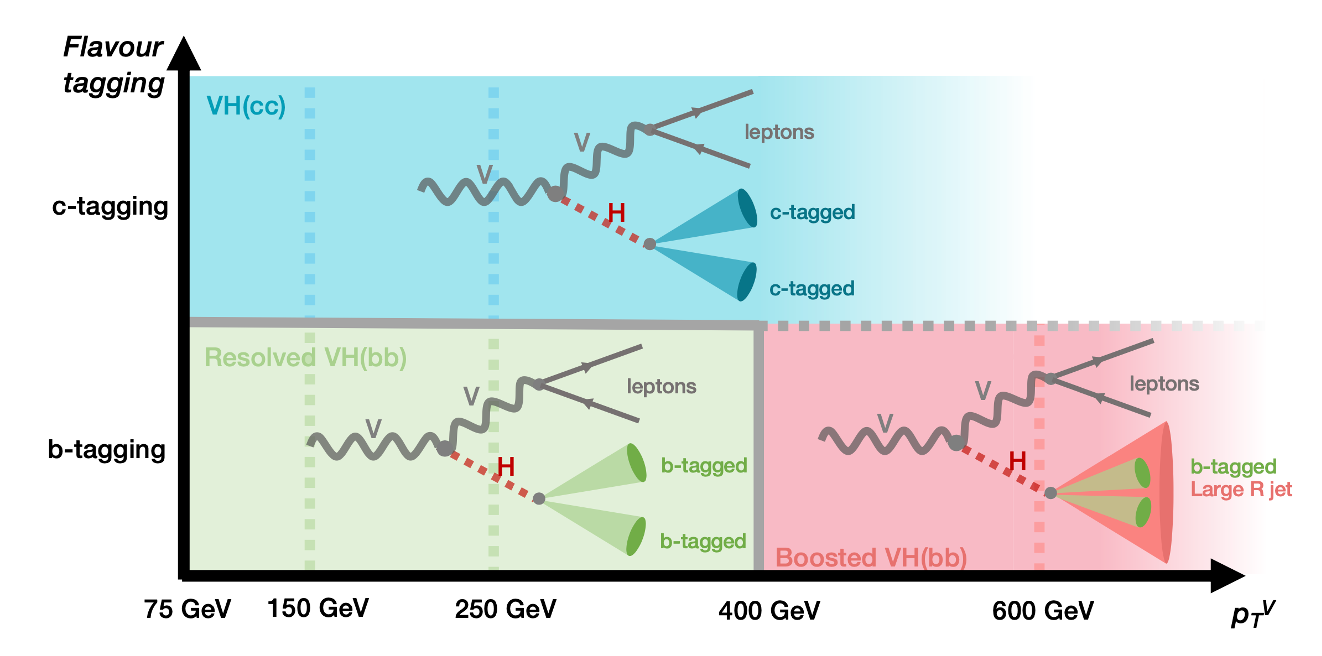 Flavour
tagging
VH(cc)
V
V
leptons
H
c-tagging
c-tagged
c-tagged
Resolved VH(bb)
V
V
leptons
H
b-tagging
b-tagged
b-tagged
V
V
leptons
H
b-tagged
Large R jet
Boosted VH(bb)
75 GeV
150 GeV
250 GeV
400 GeV
600 GeV
pTV